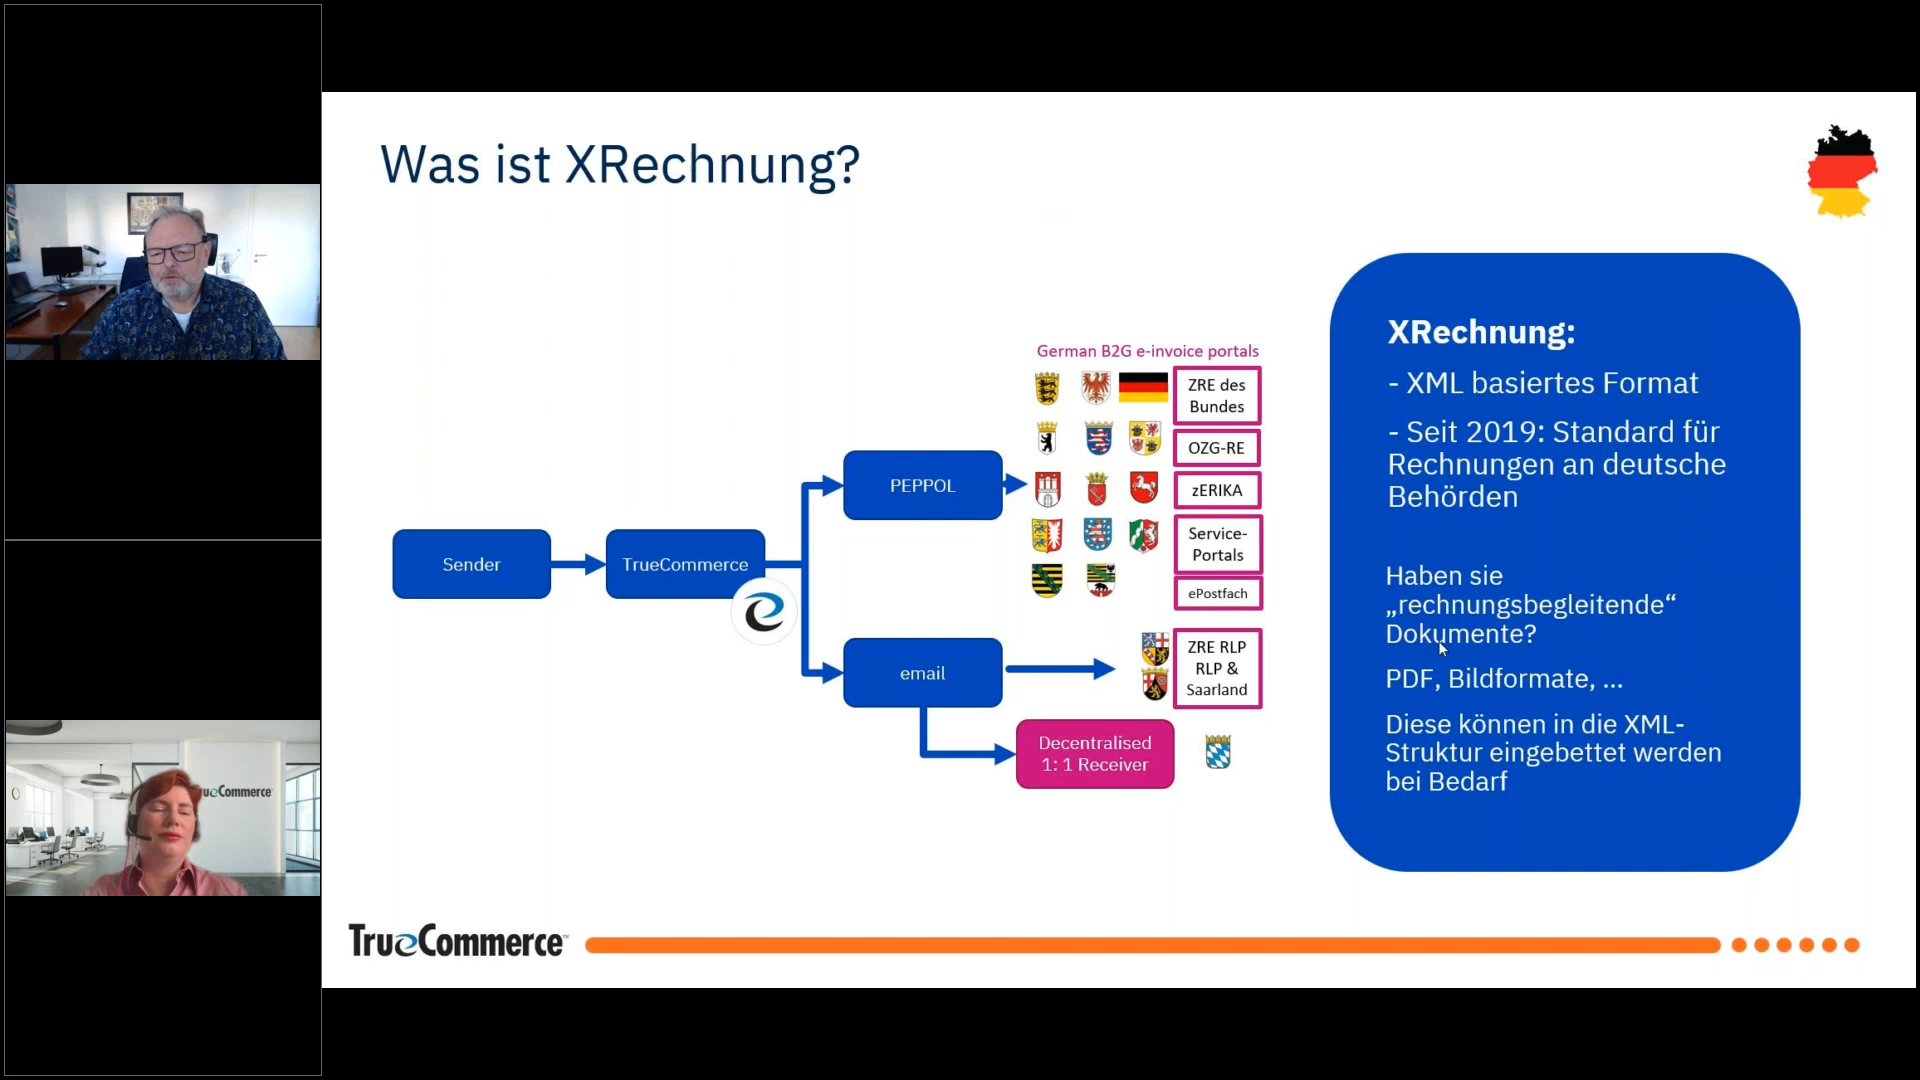 Was ist XRechnung?
German B2G e-invoice portals
ZRE des
Bundes
OZG-RE
zERIKA
Service-
Portals
ePostfach
ZRE RLP
RLP &
Saarland
PEPPOL
Sender
TrueCommerce
email
Decentralised
1: 1 Receiver
XRechnung:
- XML basiertes Format
- Seit 2019: Standard für
Rechnungen an deutsche
Behörden
Haben sie
„rechnungsbegleitende“
Dokumente?
PDF, Bildformate, ...
Diese können in die XML-
Struktur eingebettet werden
bei Bedarf
TrueCommerce
TrueCommerce